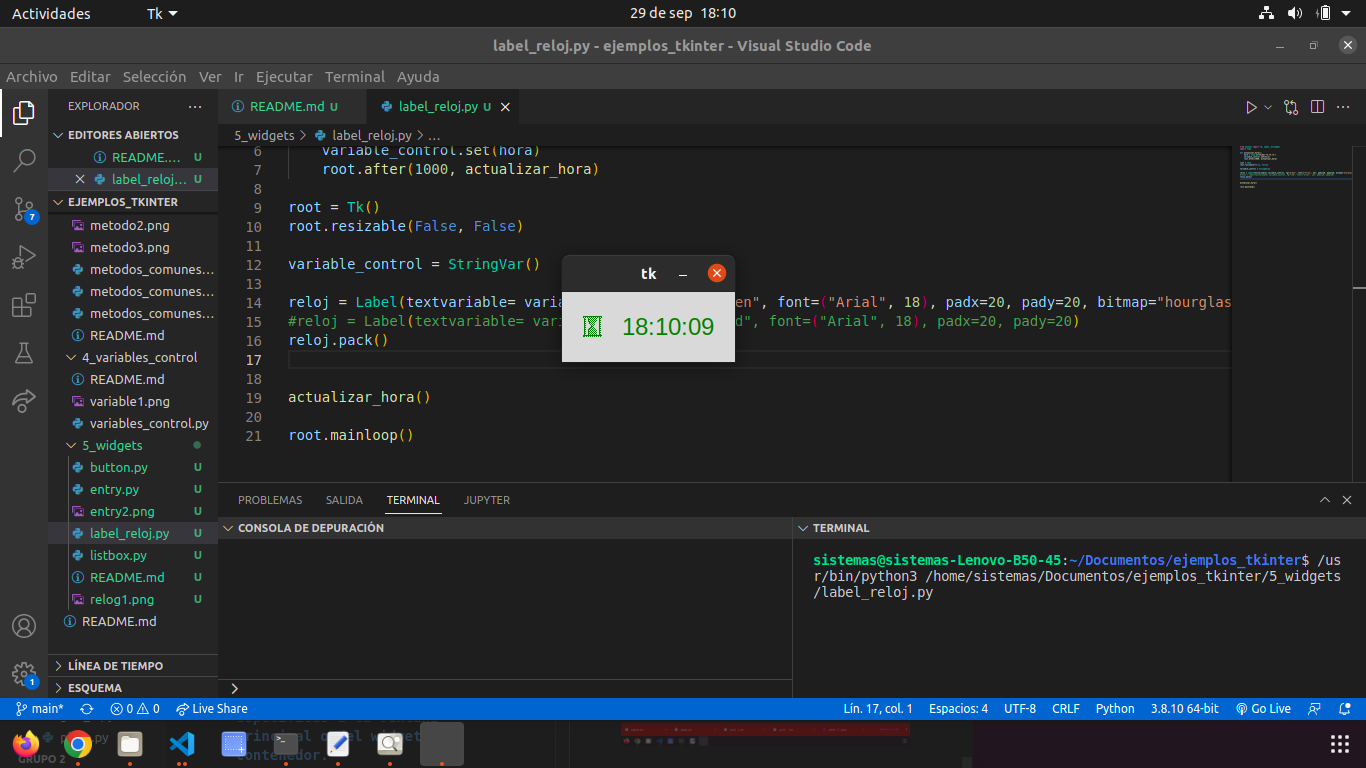 Actividades Tk 29 de sep 18:10
label_reloj.py - ejemplos_tkinter - Visual Studio Code
Archivo Editar Selección Ver Ir Ejecutar Terminal Ayuda
EXPLORADOR
README.md U label_reloj.py U
EDITORES ABIERTOS
README.... U
label_reloj... U
EJEMPLOS_TKINTER
metodo2.png
metodo3.png
metodos_comunes...
metodos_comunes...
metodos_comunes...
README.md
4_variables_control
README.md
variable1.png
variables_control.py
5_widgets
button.py U
entry.py U
entry2.png U
label_reloj.py U
listbox.py U
README.md U
relog1.png U
README.md
LÍNEA DE TIEMPO
ESQUEMA
7
1
5_widgets > label_reloj.py > ...
6 variable_control.set(hora)
7 root.after(1000, actualizar_hora)
8
9 root = Tk()
10 root.resizable(False, False)
11
12 variable_control = StringVar()
13
14 reloj = Label(textvariable= varia en", font=("Arial", 18), padx=20, pady=20, bitmap="hourglas
15 #reloj = Label(textvariable= vari d", font=("Arial", 18), padx=20, pady=20)
16 reloj.pack()
17
18
19 actualizar_hora()
20
21 root.mainloop()
tk
18:10:09
PROBLEMAS SALIDA TERMINAL JUPYTER
CONSOLA DE DEPURACIÓN
TERMINAL
sistemas@sistemas-Lenovo-B50-45:~/Documentos/ejemplos_tkinter$ /us
r/bin/python3 /home/sistemas/Documentos/ejemplos_tkinter/5_widgets
/label_reloj.py
main* 0 0 Live Share Lín. 17, col. 1 Espacios: 4 UTF-8 CRLF Python 3.8.10 64-bit Go Live
GRUPO 2
contenedor.